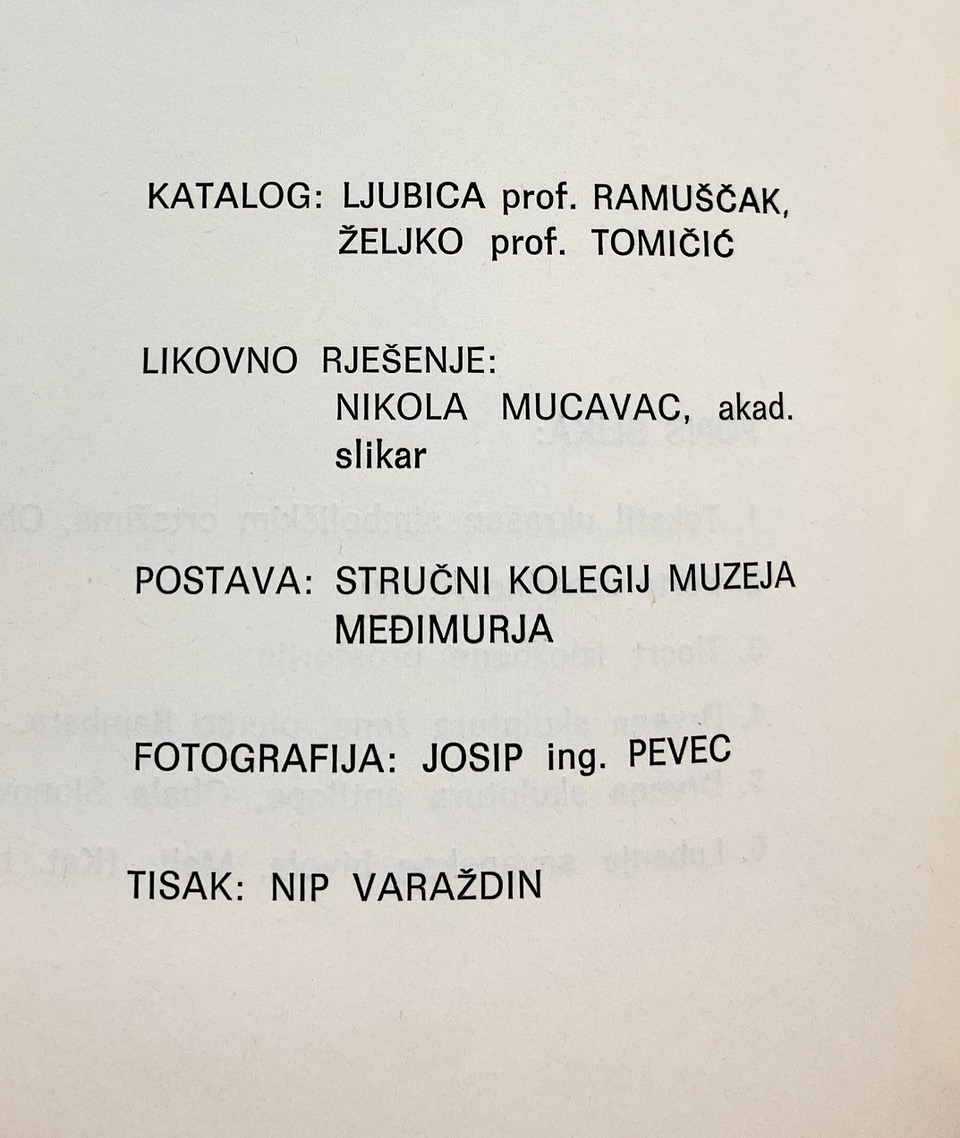 KATALOG: LJUBICA prof. RAMUŠČAK,
ŽELJKO prof. TOMIČIĆ
LIKOVNO RJEŠENJE:
NIKOLA MUCAVAC, akad.
slikar
POSTAVA: STRUČNI KOLEGIJ MUZEJA
MEĐIMURJA
FOTOGRAFIJA: JOSIP ing. PEVEC
TISAK: NIP VARAŽDIN